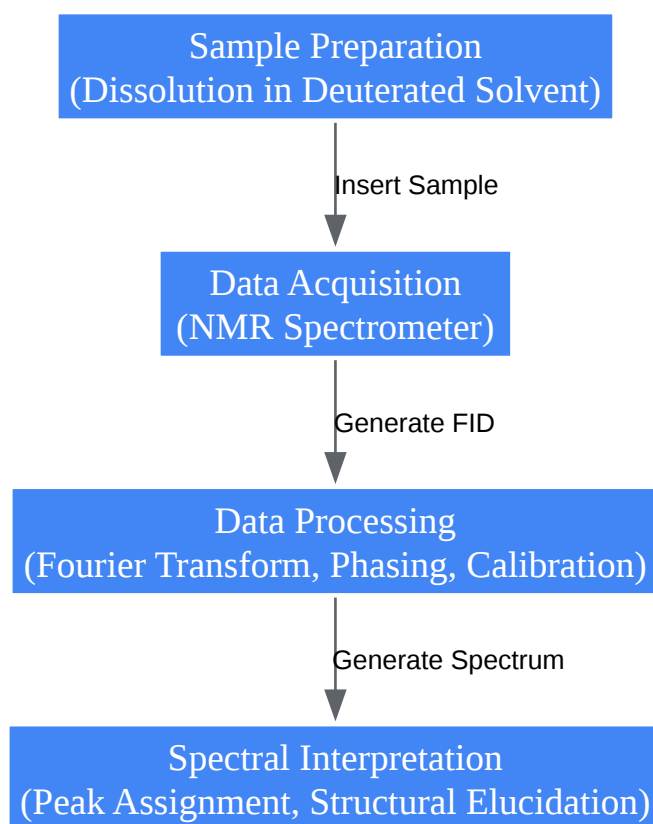 Sample Preparation
(Dissolution in Deuterated Solvent)
Insert Sample
Data Acquisition
(NMR Spectrometer)
Generate FID
Data Processing
(Fourier Transform, Phasing, Calibration)
Generate Spectrum
Spectral Interpretation
(Peak Assignment, Structural Elucidation)